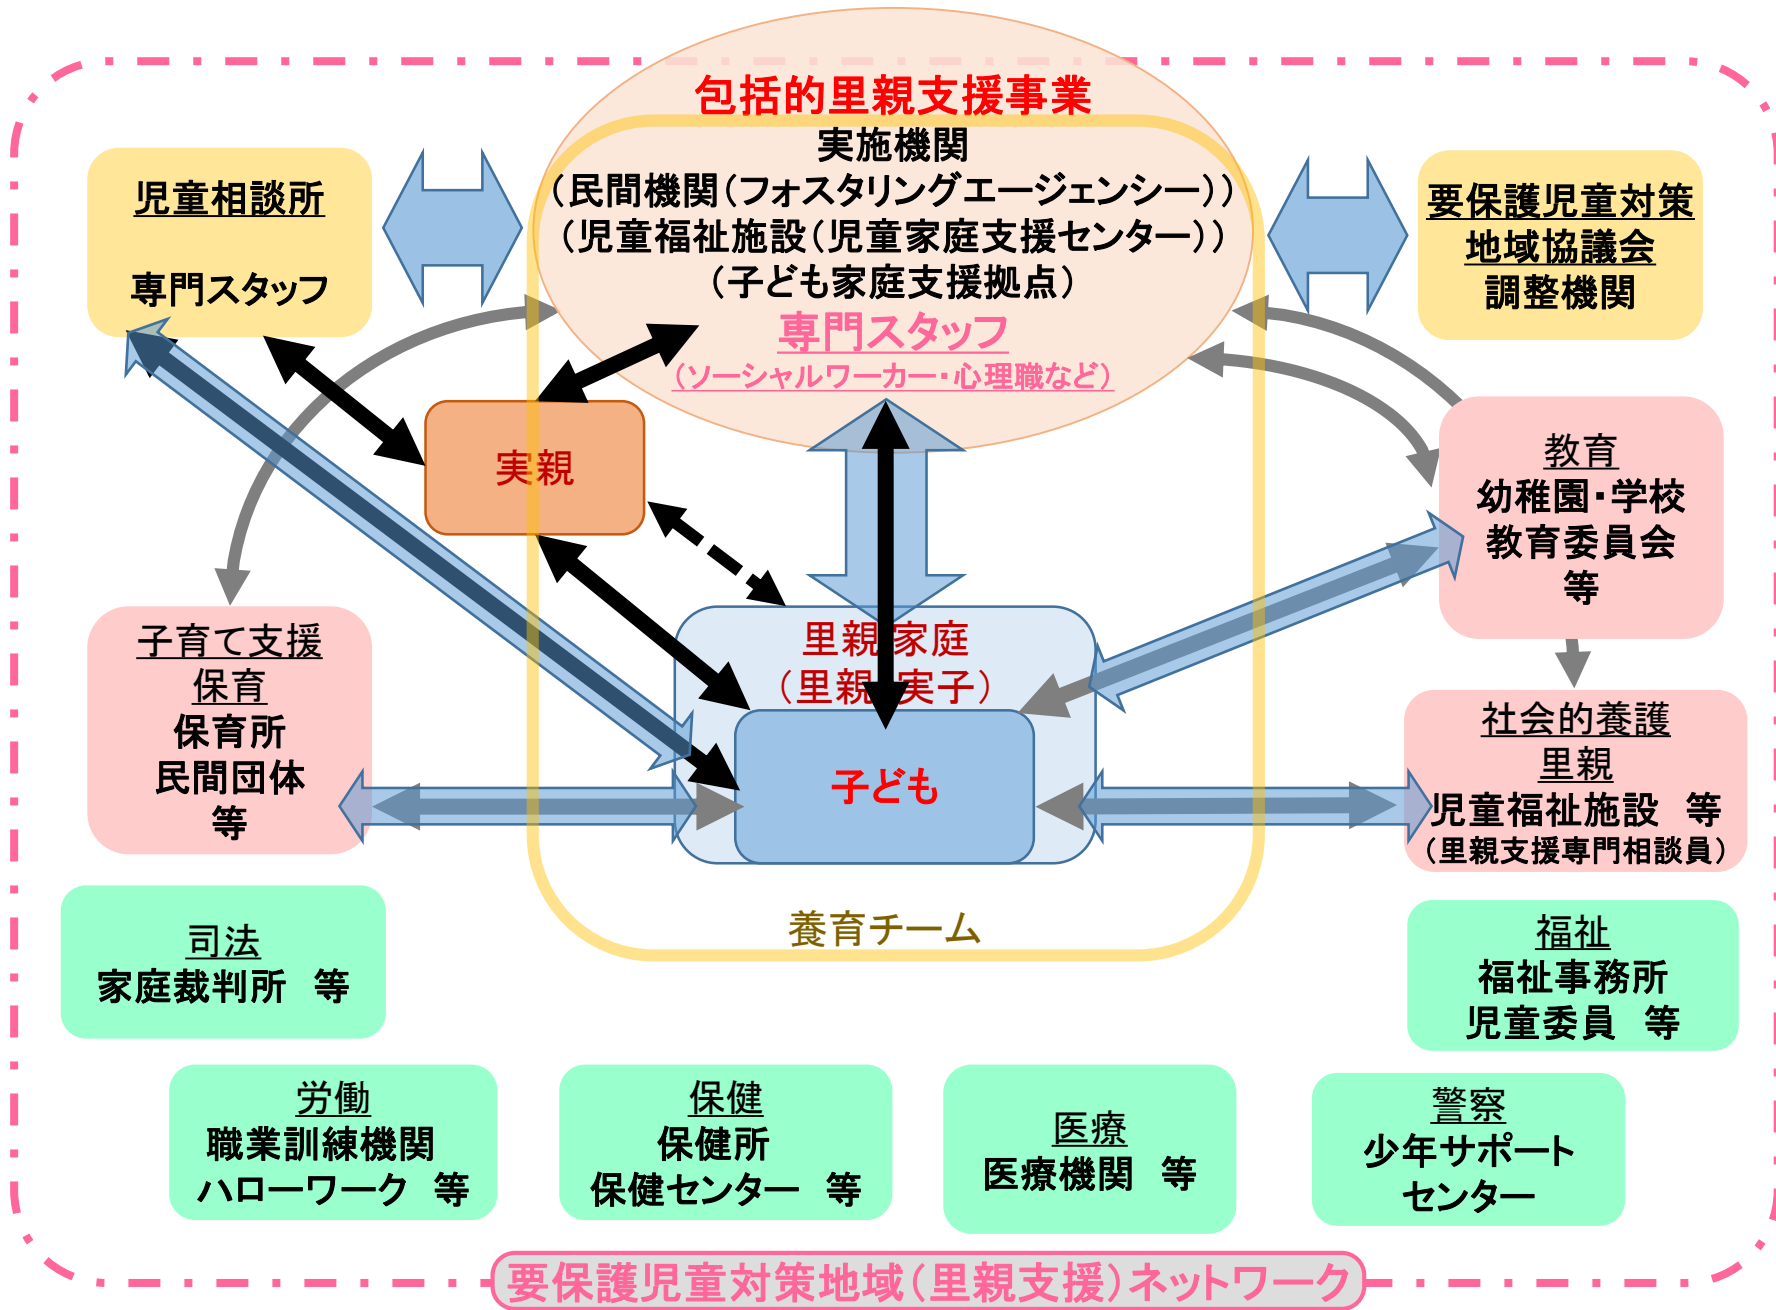 包括的里親支援事業
実施機関
（民間機関（フォスタリングエージェンシー））
（児童福祉施設（児童家庭支援センター））
（子ども家庭支援拠点）
専門スタッフ
（ソーシャルワーカー・心理職など）
児童相談所
専門スタッフ
要保護児童対策
地域協議会
調整機関
実親
教育
幼稚園・学校
教育委員会
等
子育て支援
保育
保育所
民間団体
等
里親家庭
（里親 実子）
子ども
社会的養護
里親
児童福祉施設　等
（里親支援専門相談員）
養育チーム
司法
家庭裁判所　等
福祉
福祉事務所
児童委員　等
労働
職業訓練機関
ハローワーク　等
保健
保健所
保健センター　等
医療
医療機関　等
警察
少年サポート
センター
要保護児童対策地域（里親支援）ネットワーク